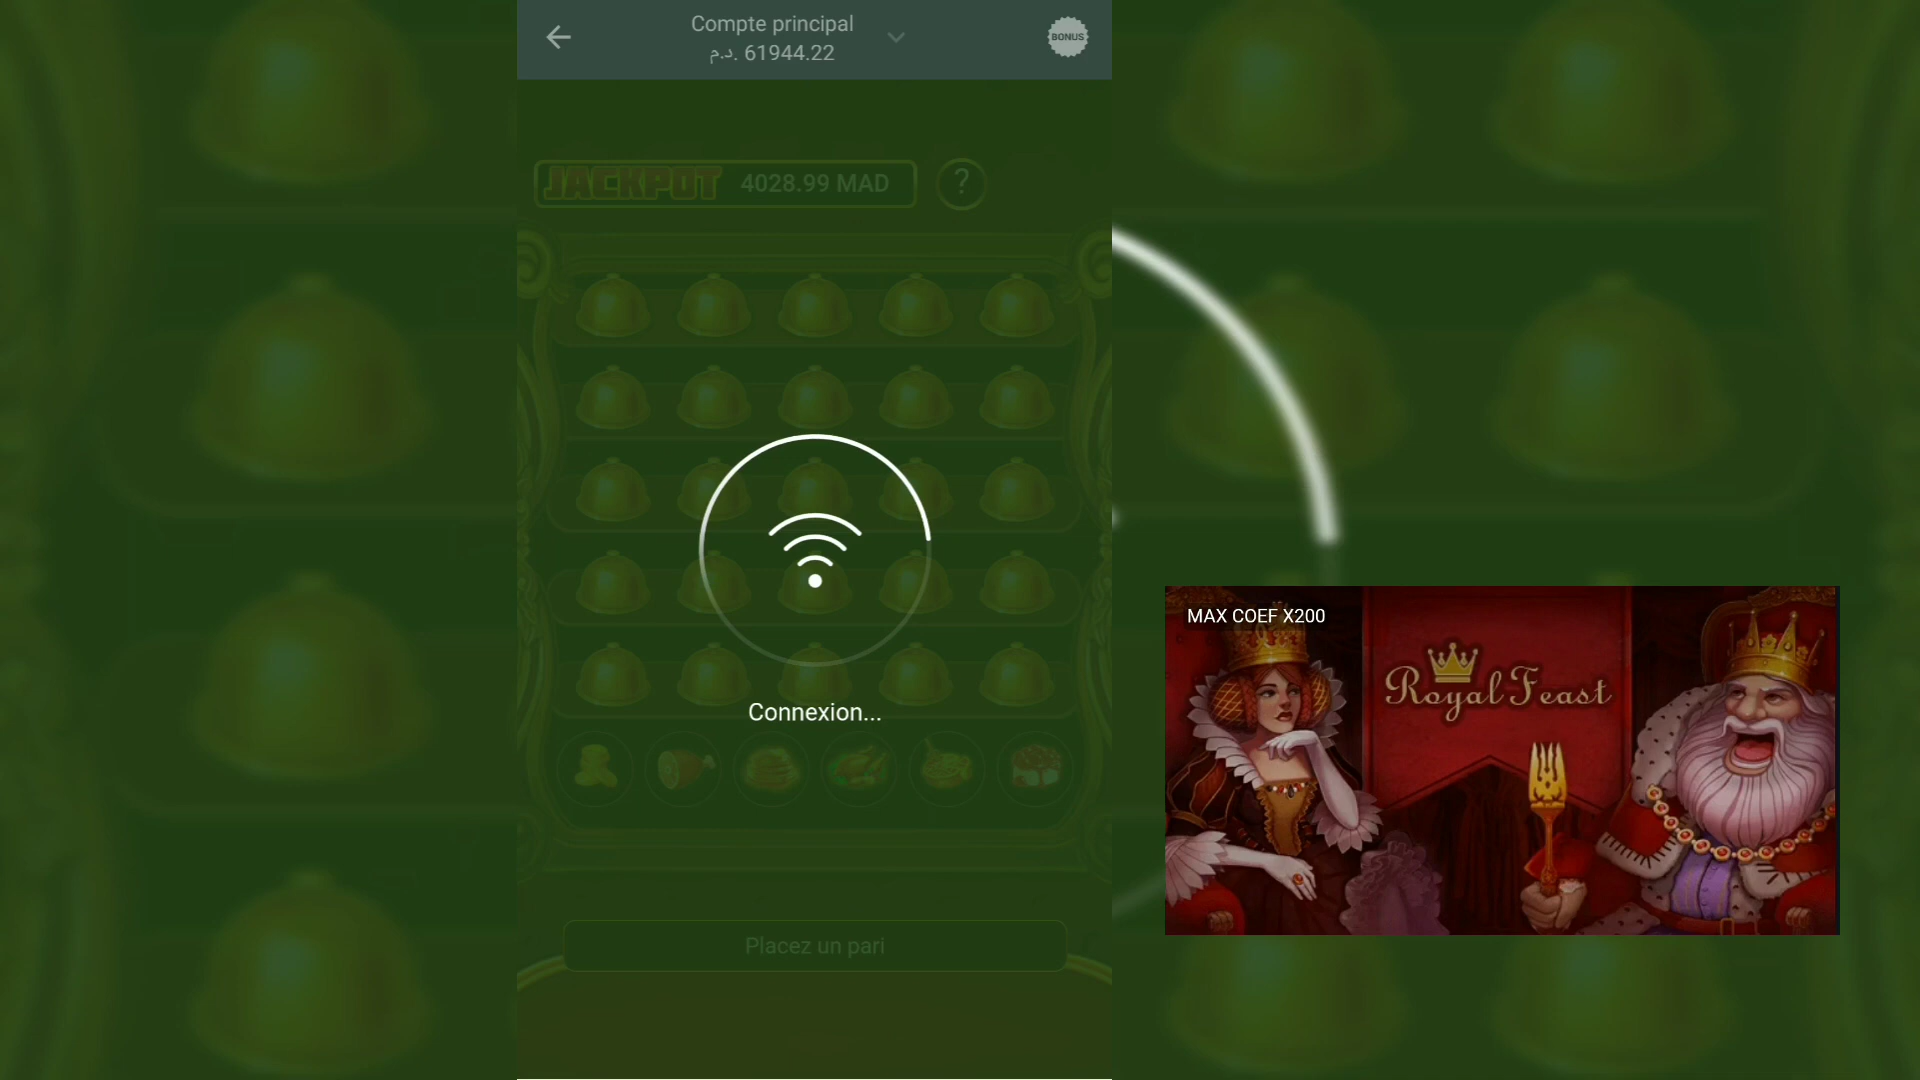 Compte principal
د.م. 61944.22
BONUS
JACKPOT 4028.99 MAD ?
Connexion...
Placez un pari
MAX COEF X200
Royal Feast